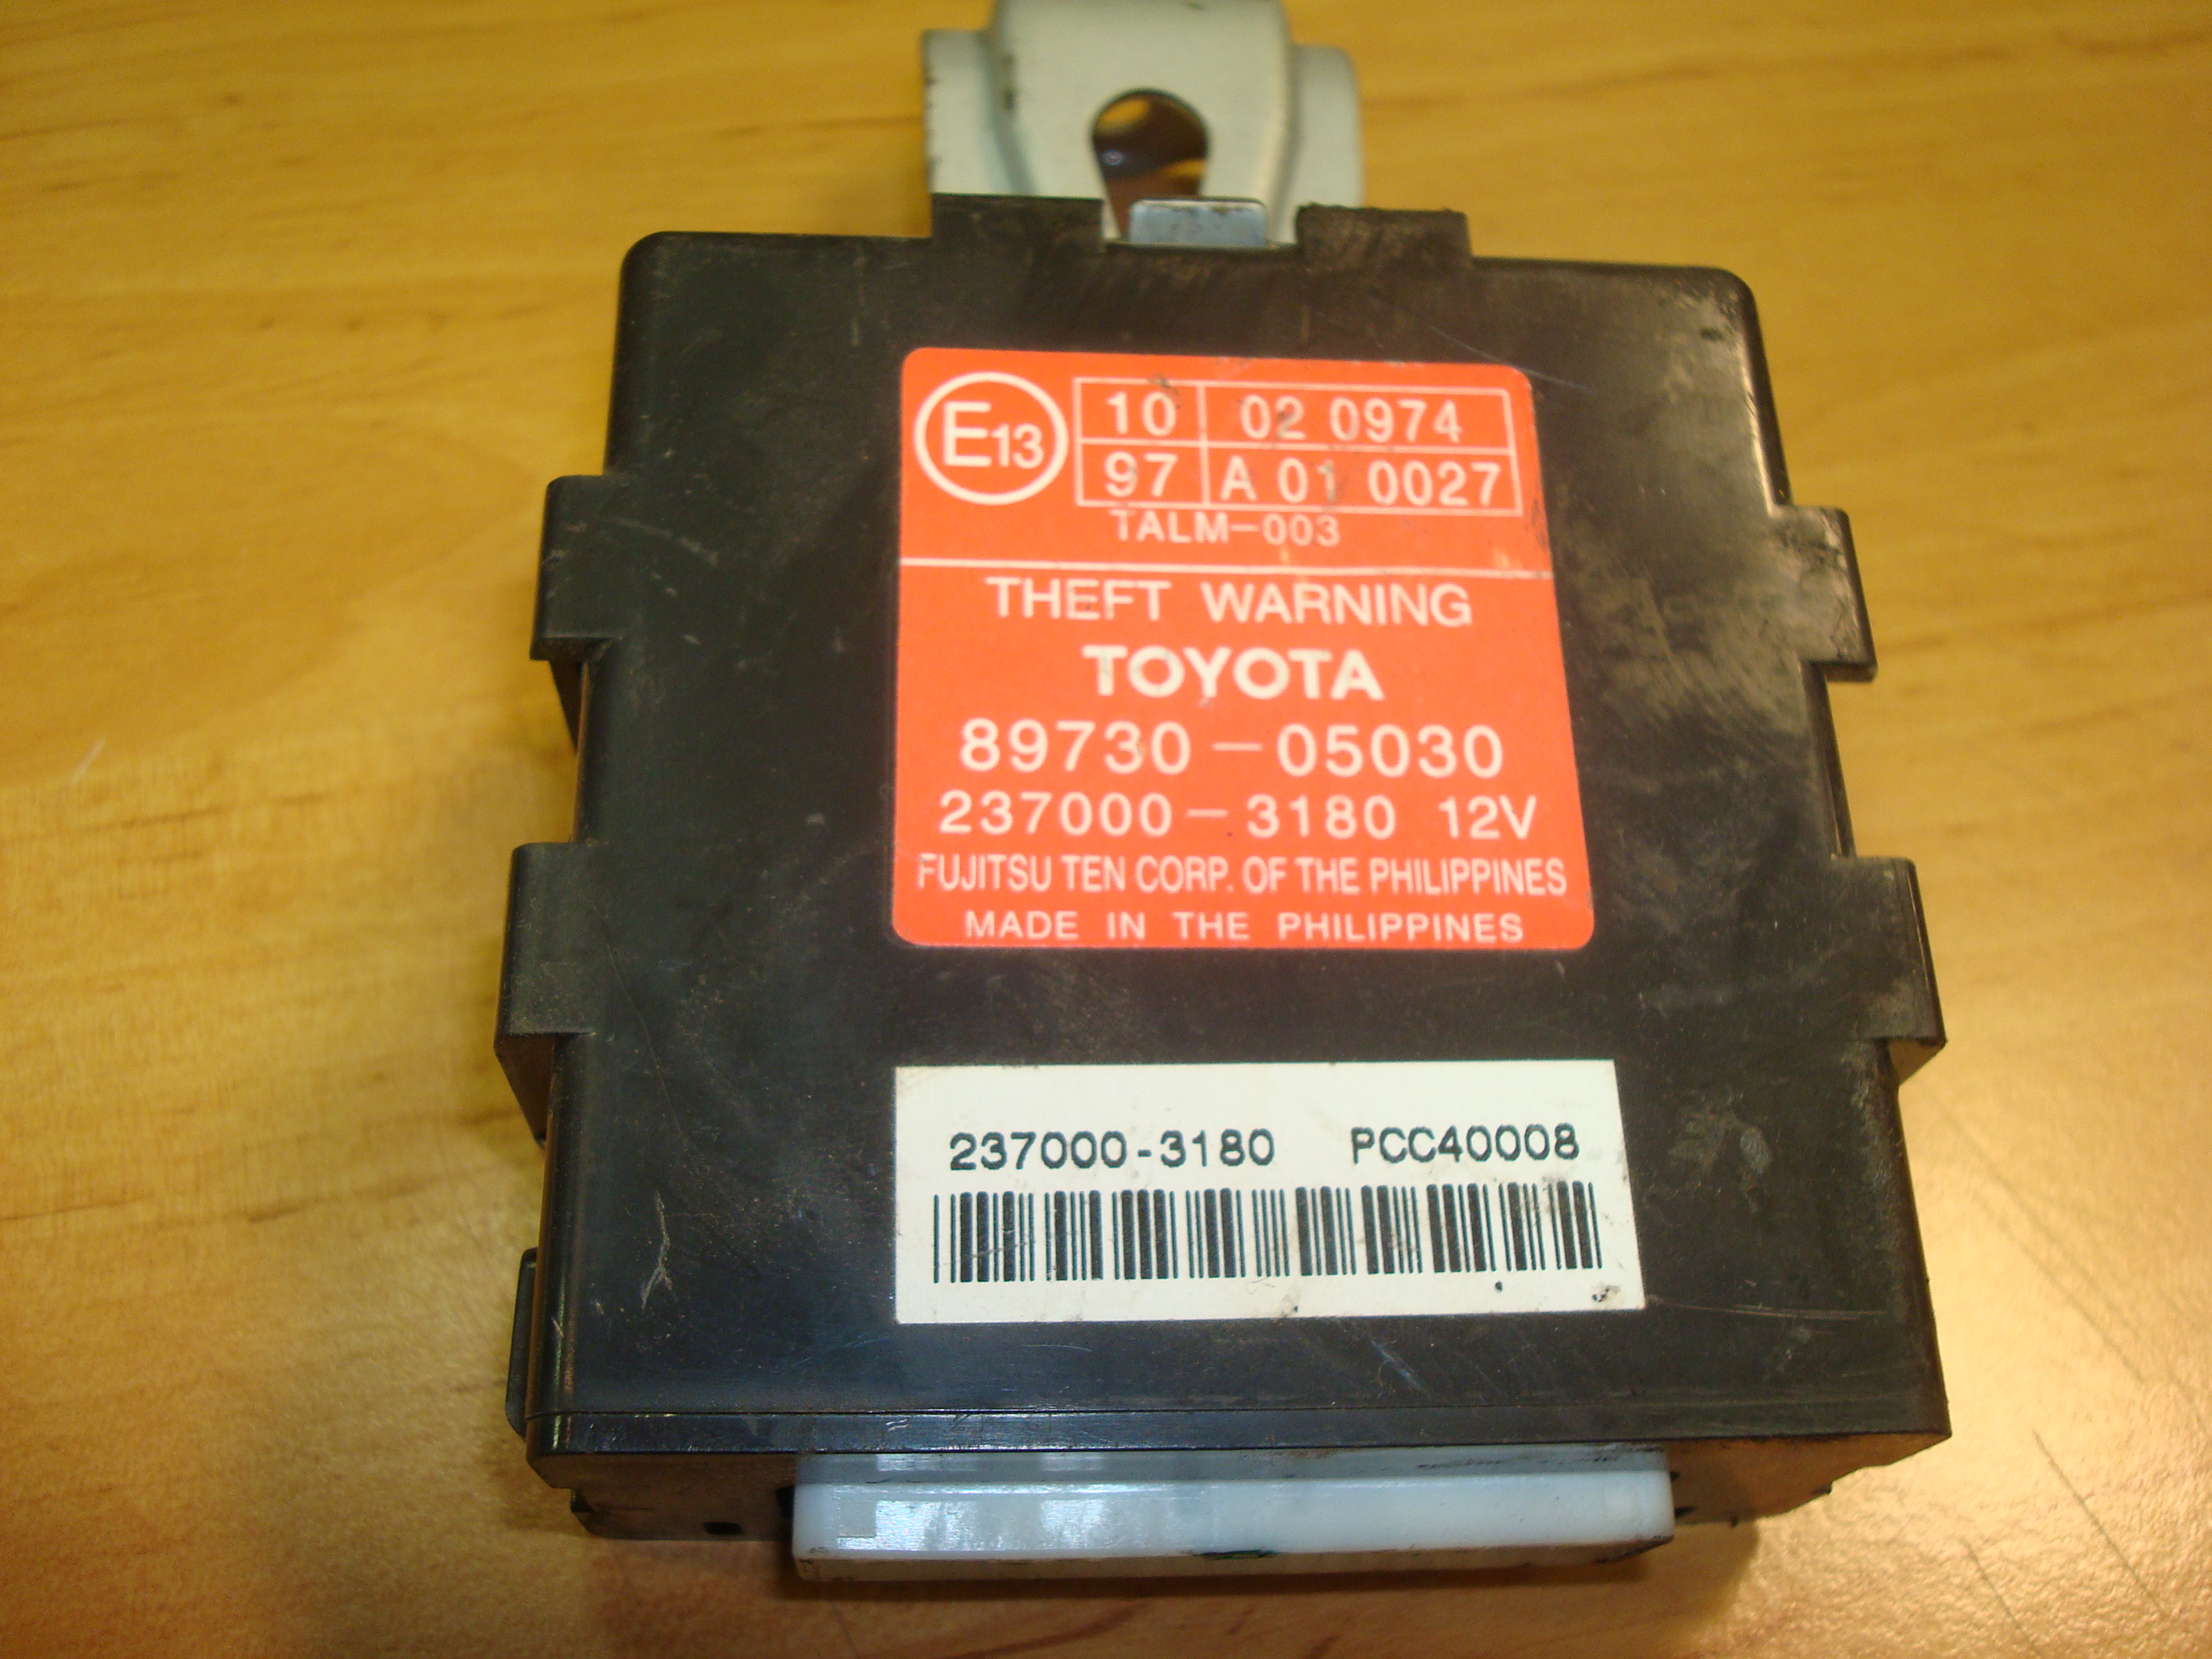 E13
10 02 0974
97 A 01 0027
TALM-003
THEFT WARNING
TOYOTA
89730-05030
237000-3180 12V
FUJITSU TEN CORP. OF THE PHILIPPINES
MADE IN THE PHILIPPINES
237000-3180 PCC40008